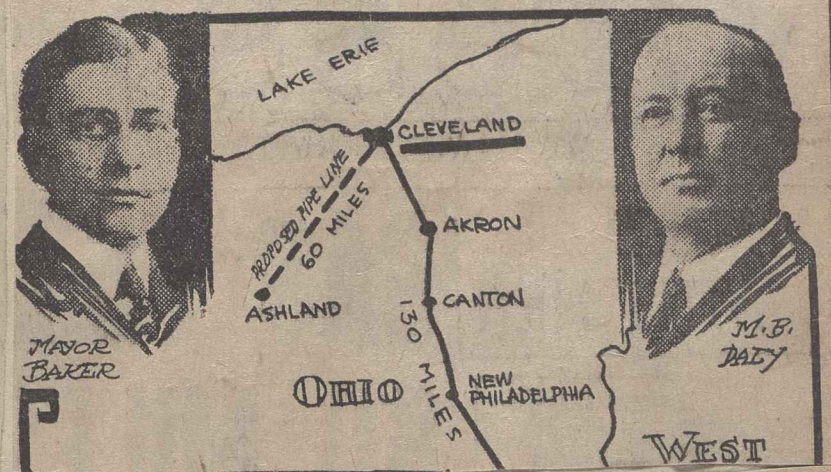 LAKE ERIE
CLEVELAND
PROPOSED PIPE LINE
60 MILES
AKRON
ASHLAND
CANTON
130 MILES
MAYOR
BAKER
M.B.
DALY
OHIO
NEW
PHILADELPHIA
WEST